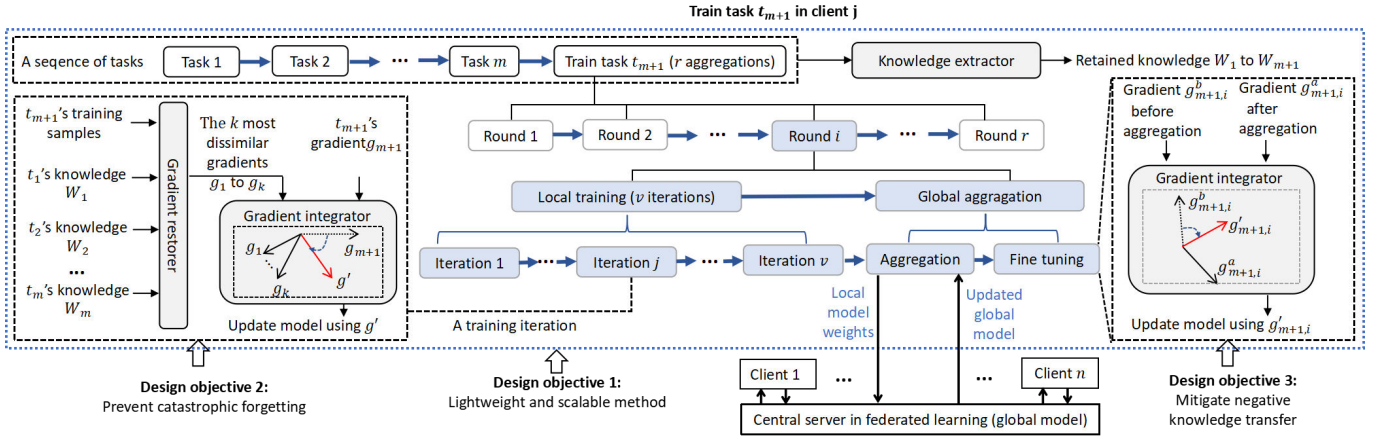 Train task t_{m+1} in client j
A seqence of tasks
Task 1
Task 2
...
Task m
Train task t_{m+1} (r aggregations)
Knowledge extractor
Retained knowledge W_1 to W_{m+1}
t_{m+1}'s training
samples
t_1's knowledge
W_1
t_2's knowledge
W_2
...
t_m's knowledge
W_m
Gradient restorer
The k most
dissimilar
gradients
g_1 to g_k
t_{m+1}'s
gradient g_{m+1}
Gradient integrator
g_1
g_{m+1}
...
g_k
g'
Update model using g'
Round 1
Round 2
...
Round i
...
Round r
Local training (v iterations)
Global aggragation
Iteration 1
...
Iteration j
...
Iteration v
Aggregation
Fine tuning
A training iteration
Local
model
weights
Updated
global
model
Gradient g^b_{m+1,i}
before
aggregation
Gradient g^a_{m+1,i}
after
aggregation
Gradient integrator
g^b_{m+1,i}
g'_{m+1,i}
g^a_{m+1,i}
Update model using g'_{m+1,i}
Design objective 2:
Prevent catastrophic forgetting
Design objective 1:
Lightweight and scalable method
Client 1
...
...
Client n
Central server in federated learning (global model)
Design objective 3:
Mitigate negative
knowledge transfer